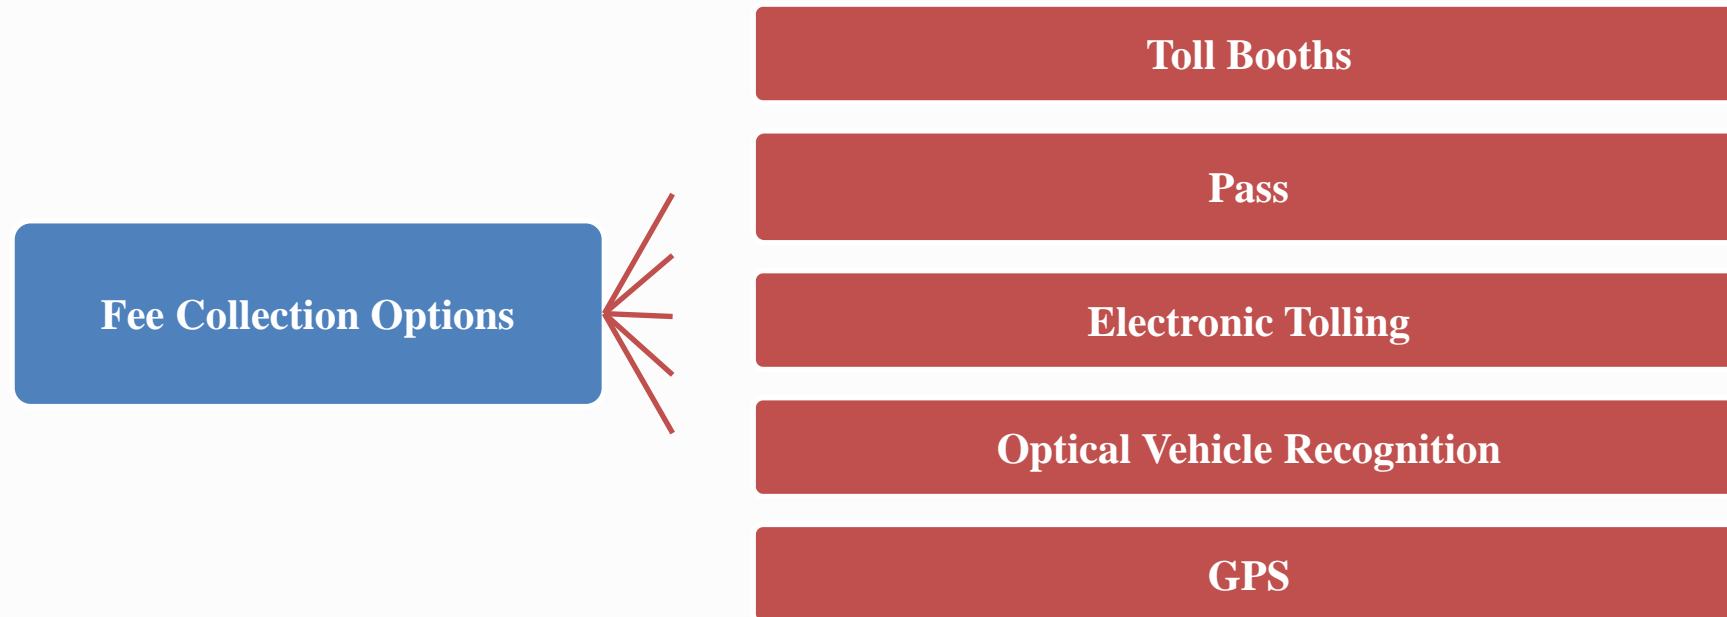 Toll Booths
Pass
Fee Collection Options
Electronic Tolling
Optical Vehicle Recognition
GPS